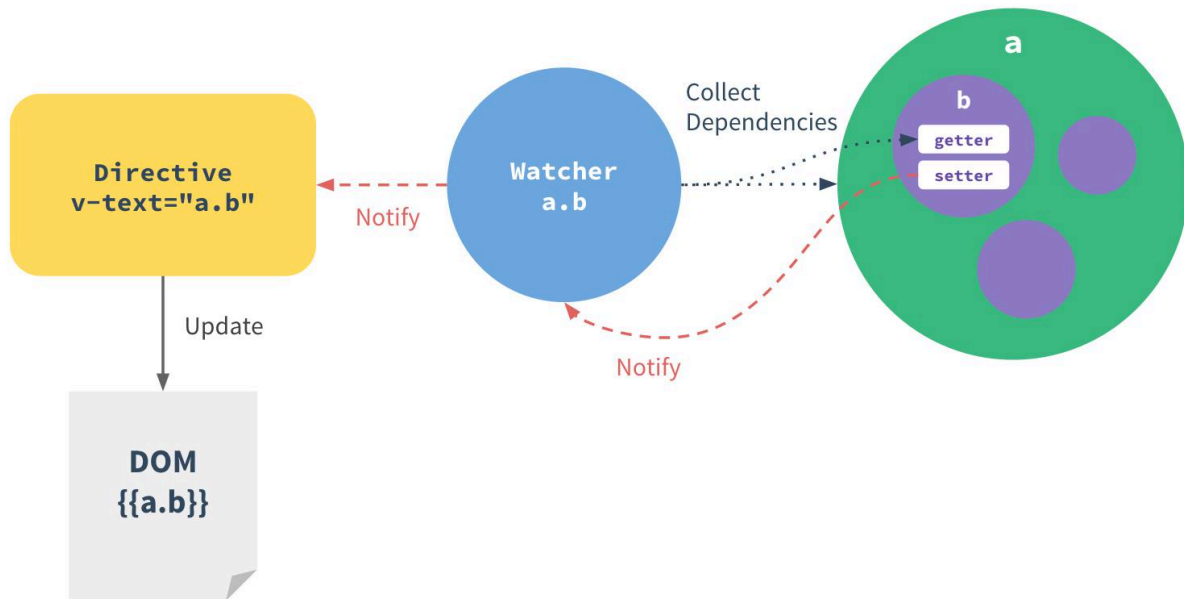 Directive
v-text="a.b"
Notify
Update
DOM
{{a.b}}
Watcher
a.b
Collect
Dependencies
Notify
a
b
getter
setter